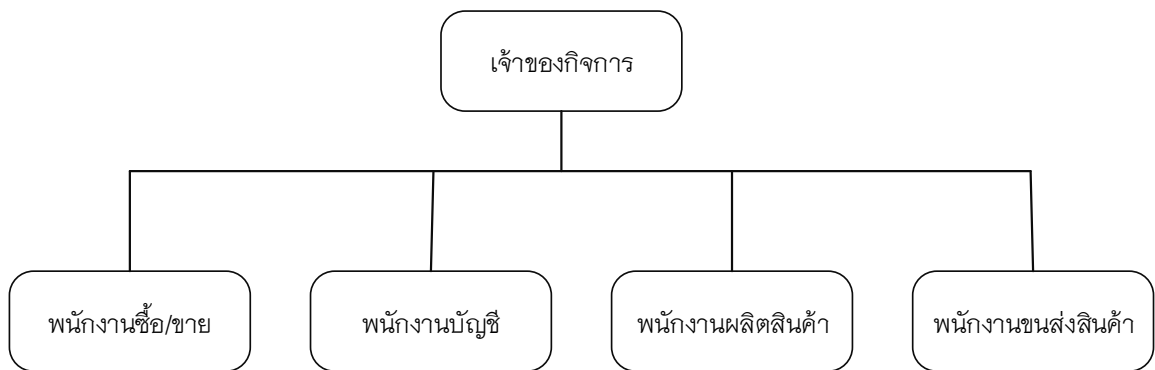 เจ้าของกิจการ
พนักงานซื้อ/ขาย
พนักงานบัญชี
พนักงานผลิตสินค้า
พนักงานขนส่งสินค้า